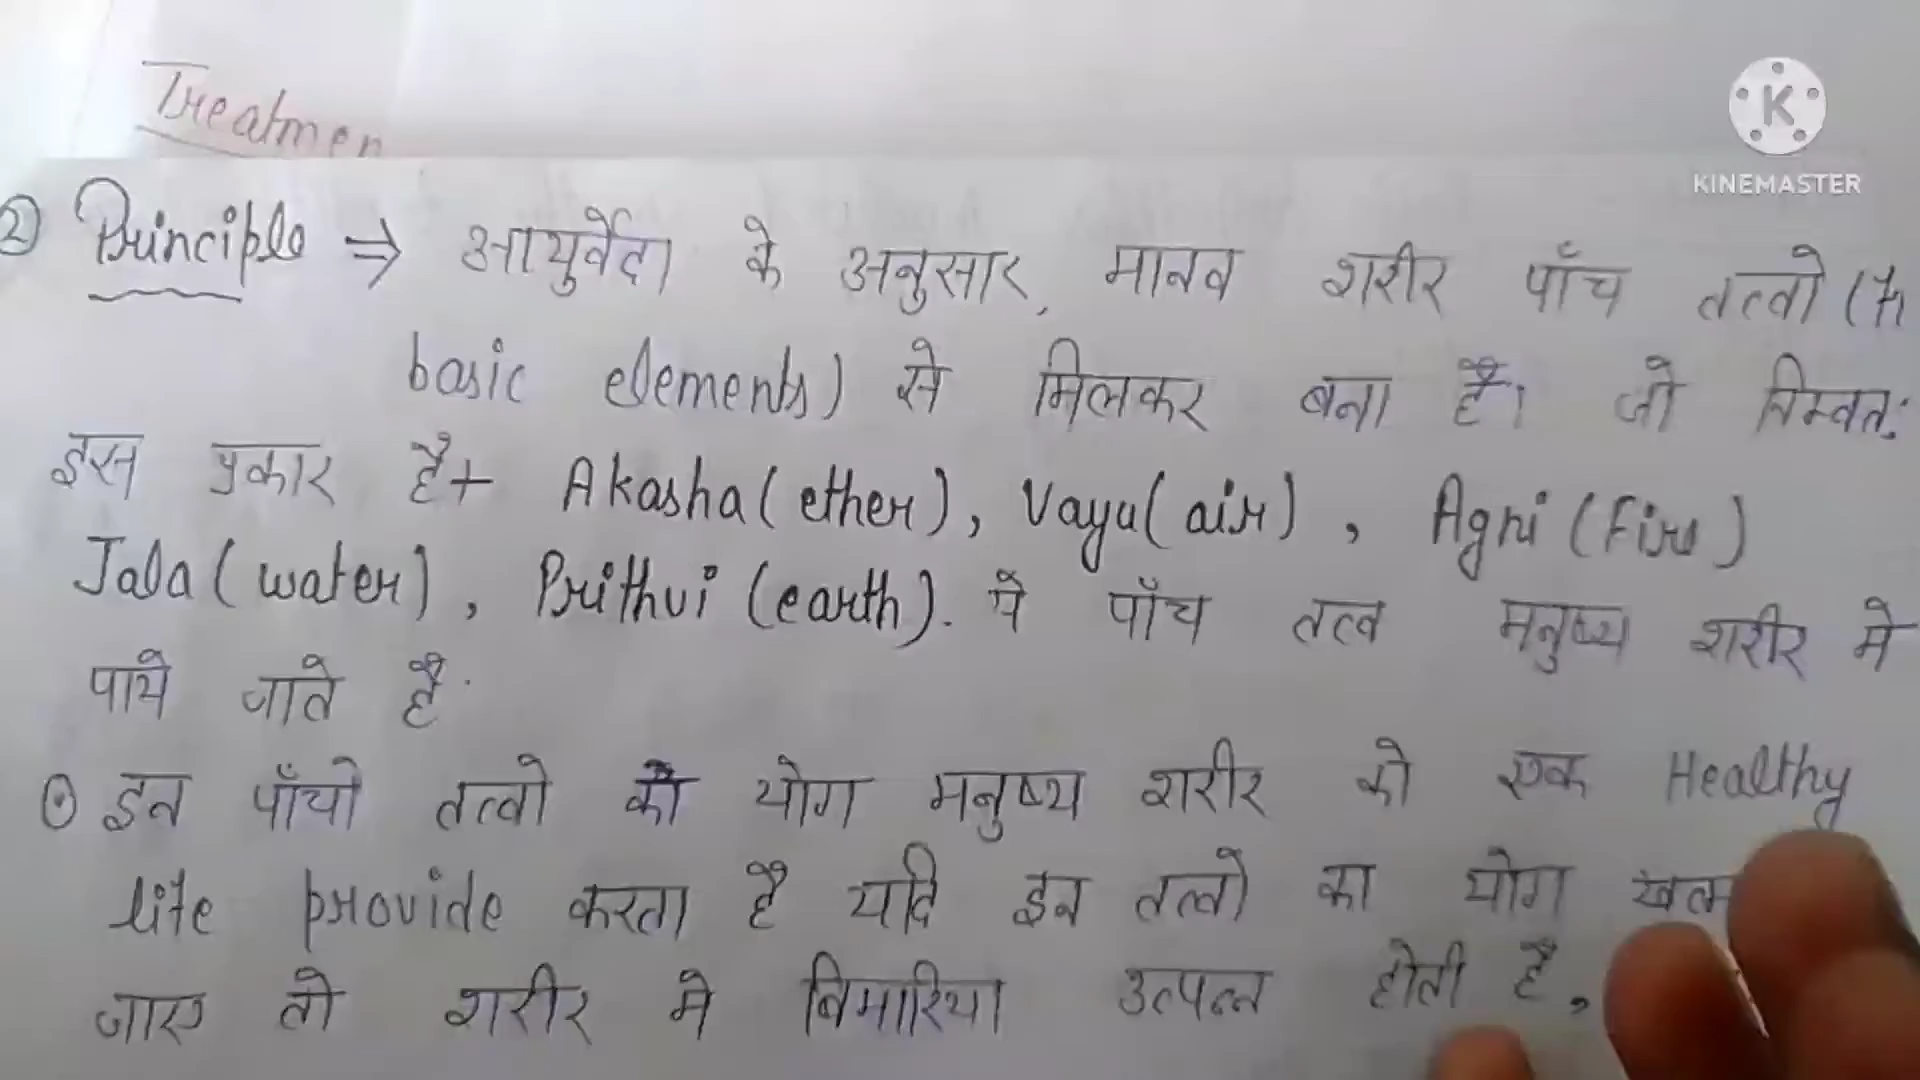 Treatmen
K
KINEMASTER
② Principle ⇒ आयुर्वेदा के अनुसार, मानव शरीर पाँच तत्वो (
basic elements) से मिलकर बना है। जो निम्वत:
इस प्रकार है+ Akasha (ether), Vayu (air), Agni (Fire)
Jala (water), Prithvi (earth). ये पाँच तत्व मनुष्य शरीर मे
पाये जाते है.
⊙ इन पाँचो तत्वो का योग मनुष्य शरीर को एक Healthy
life provide करता है यदि इन तत्वो का योग खत्म
जाए तो शरीर मे बिमारिया उत्पन्न होती है,